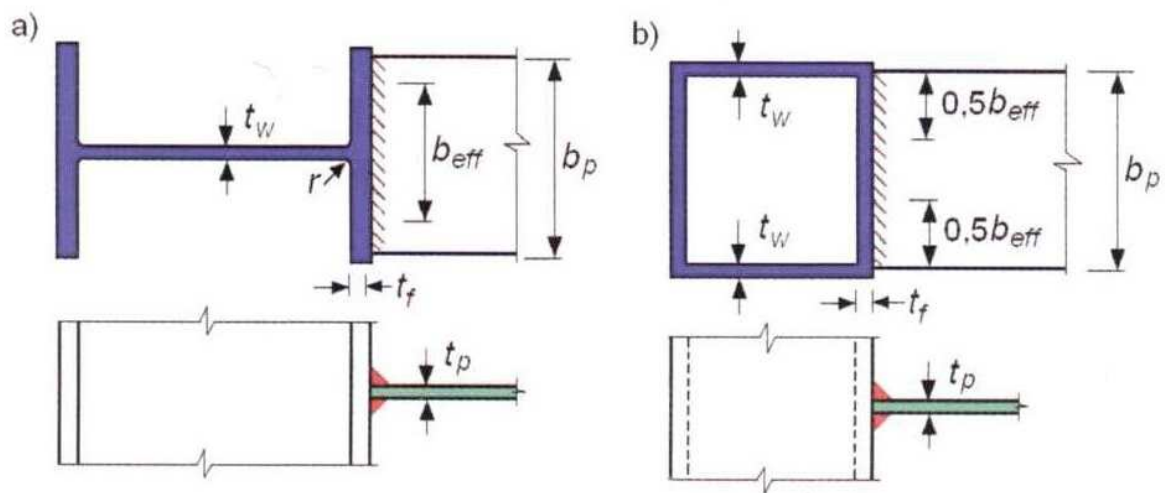 a)
t_w
r
b_eff
b_p
t_f
t_p
b)
t_w
t_w
0,5b_eff
0,5b_eff
b_p
t_f
t_p